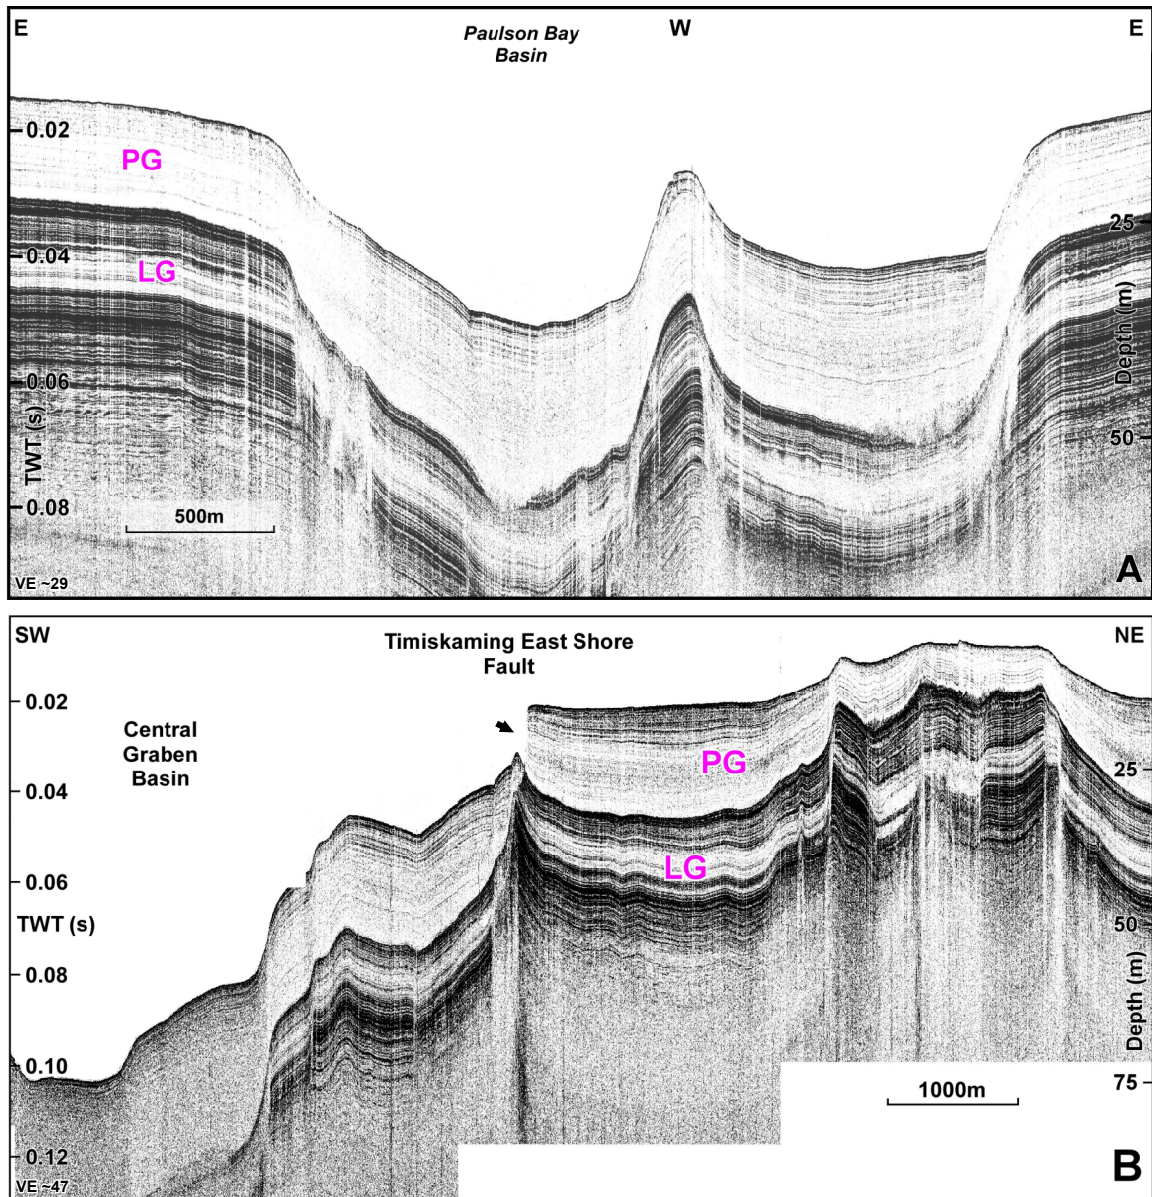 E
Paulson Bay
Basin
W
E
0.02
PG
25
0.04
LG
Depth (m)
0.06
TWT (s)
50
0.08
500m
A
VE ~29
SW
Timiskaming East Shore
Fault
NE
0.02
Central
Graben
Basin
PG
25
0.04
LG
0.06
TWT (s)
50
0.08
Depth (m)
0.10
75
1000m
0.12
B
VE ~47